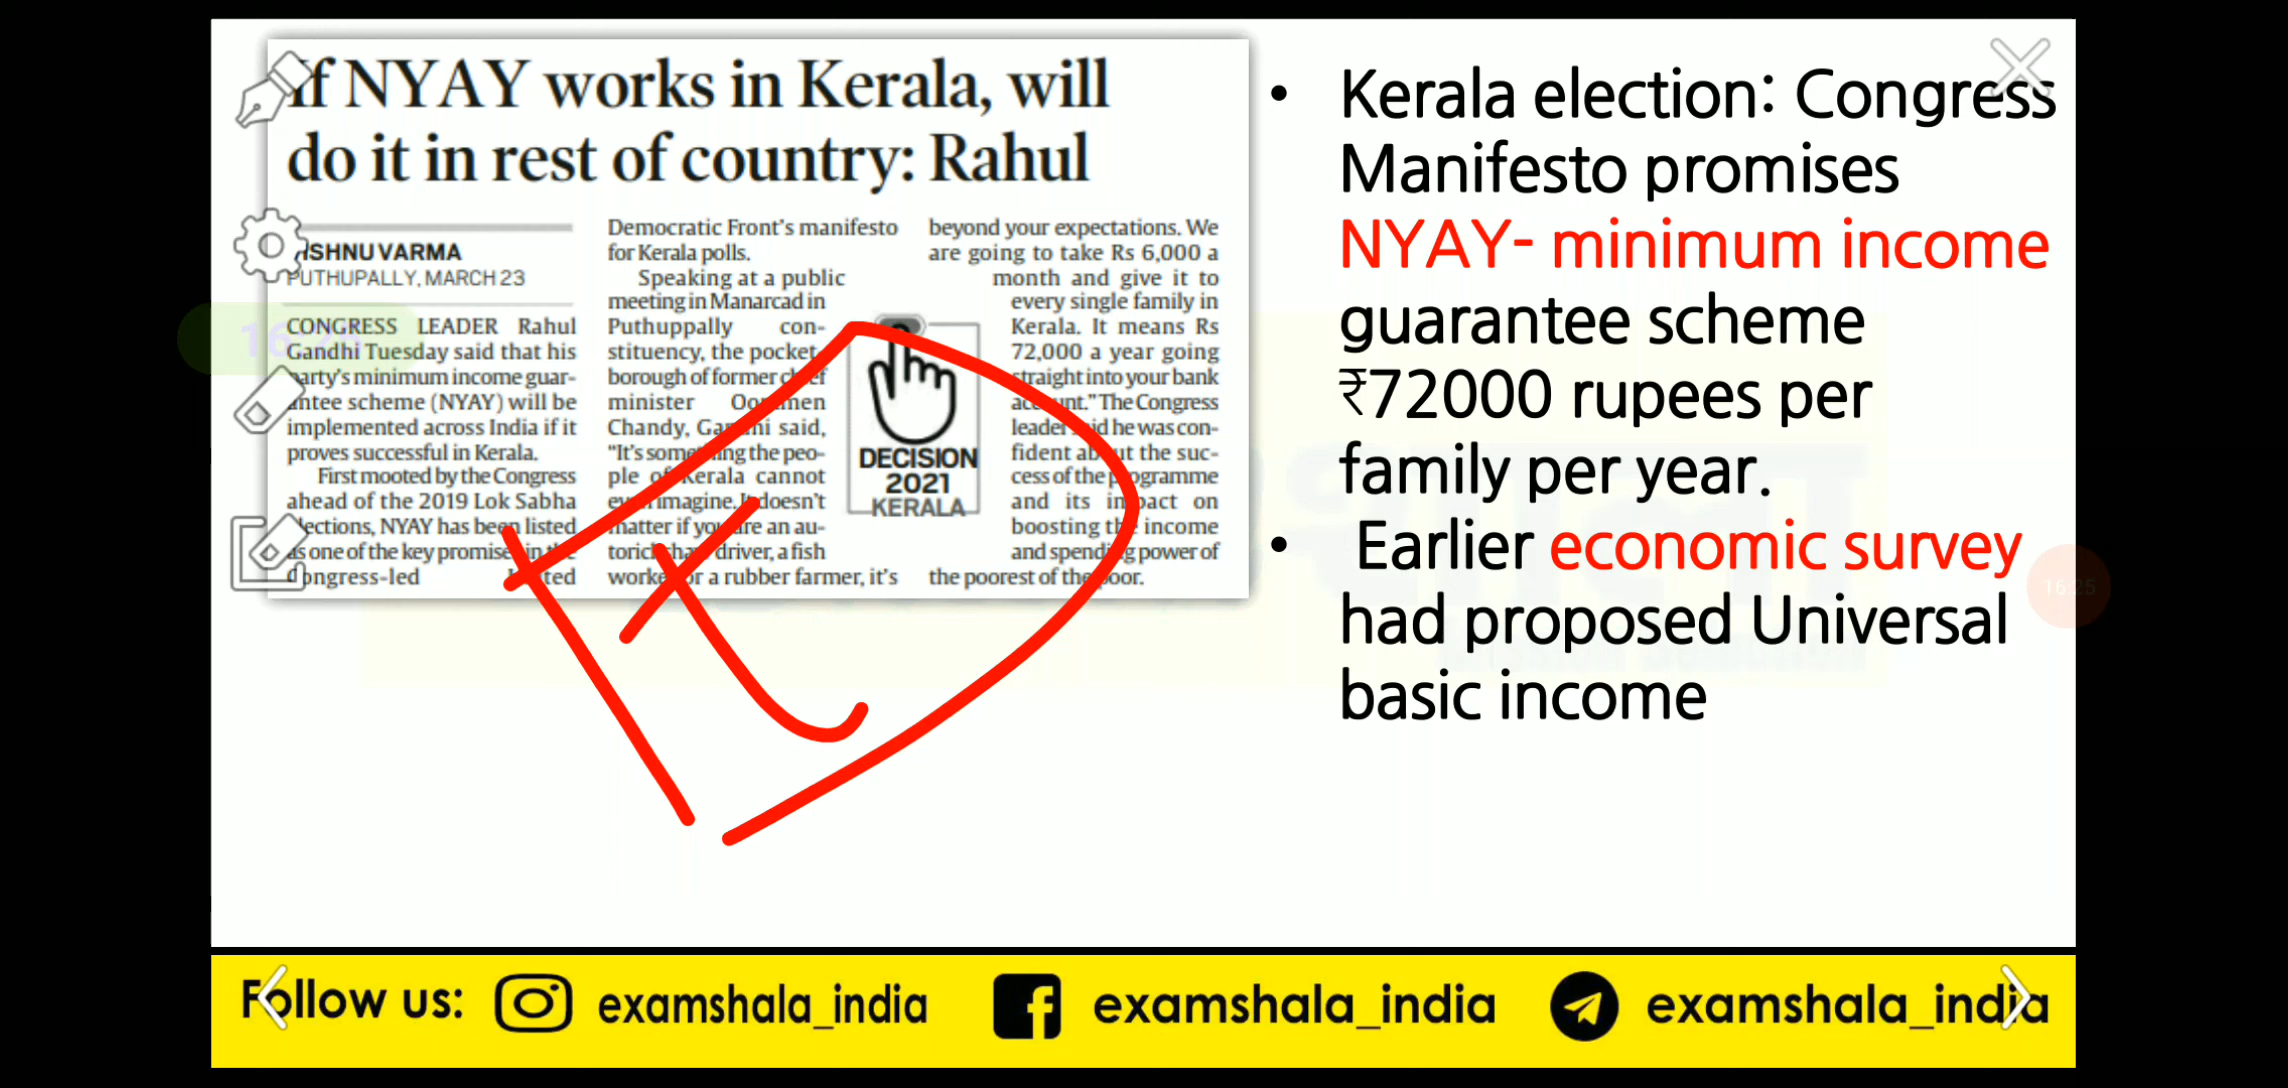 If NYAY works in Kerala, will
do it in rest of country: Rahul
VISHNU VARMA
PUTHUPALLY, MARCH 23
CONGRESS LEADER Rahul
Gandhi Tuesday said that his
party's minimum income guar-
antee scheme (NYAY) will be
implemented across India if it
proves successful in Kerala.
First mooted by the Congress
ahead of the 2019 Lok Sabha
elections, NYAY has been listed
as one of the key promises in the
Congress-led United
Democratic Front's manifesto
for Kerala polls.
Speaking at a public
meeting in Manarcad in
Puthuppally con-
stituency, the pocket
borough of former chief
minister Oommen
Chandy, Gandhi said,
"It's something the peo-
ple of Kerala cannot
even imagine. It doesn't
matter if you are an au-
torickshaw driver, a fish
worker or a rubber farmer, it's
beyond your expectations. We
are going to take Rs 6,000 a
month and give it to
every single family in
Kerala. It means Rs
72,000 a year going
straight into your bank
account." The Congress
leader said he was con-
fident about the suc-
cess of the programme
and its impact on
boosting the income
and spending power of
the poorest of the poor.
DECISION
2021
KERALA
• Kerala election: Congress
Manifesto promises
NYAY- minimum income
guarantee scheme
₹72000 rupees per
family per year.
• Earlier economic survey
had proposed Universal
basic income
16:25
Follow us: examshala_india examshala_india examshala_india